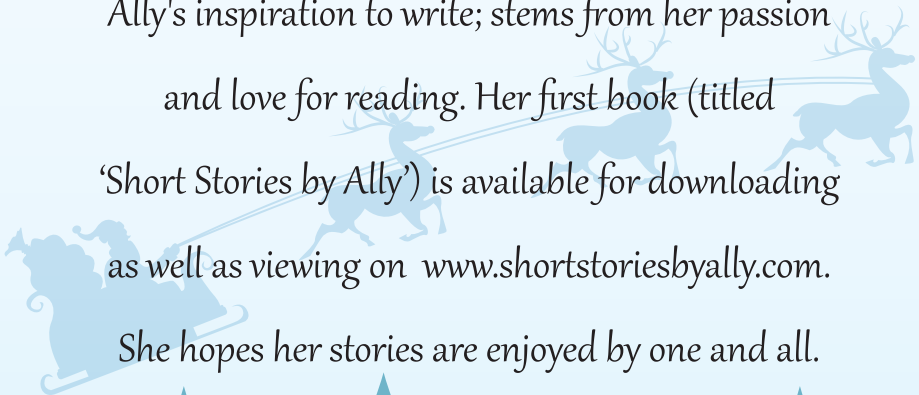 Ally's inspiration to write; stems from her passion
and love for reading. Her first book (titled
‘Short Stories by Ally’) is available for downloading
as well as viewing on www.shortstoriesbyally.com.
She hopes her stories are enjoyed by one and all.